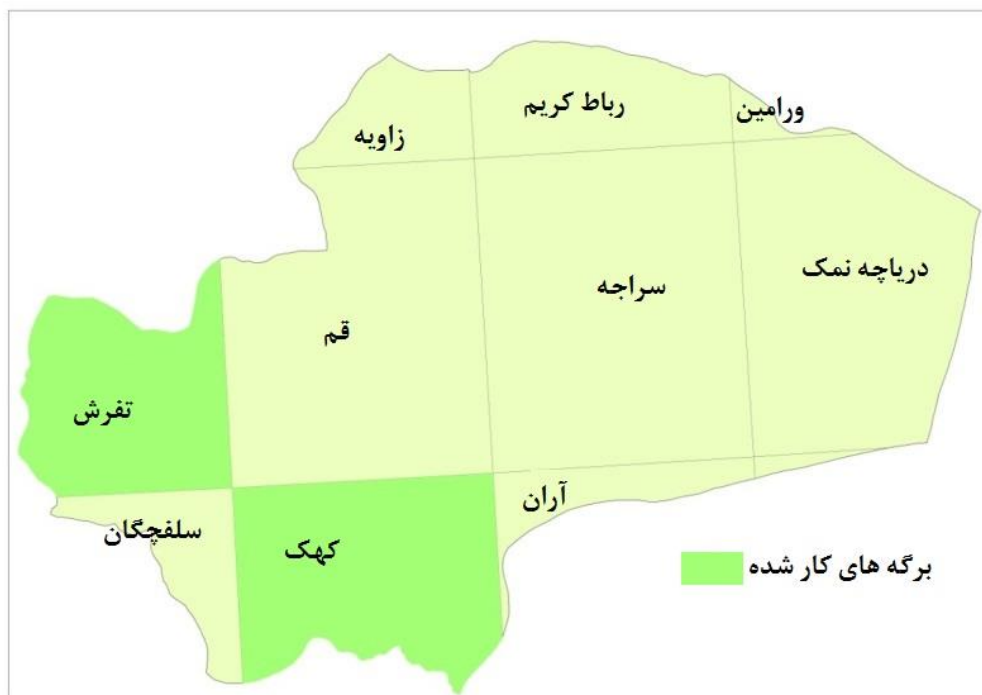 ورامین
رباط کریم
زاویه
دریاچه نمک
سراجه
قم
تفرش
آران
سلفچگان
کهک
برگه های کار شده